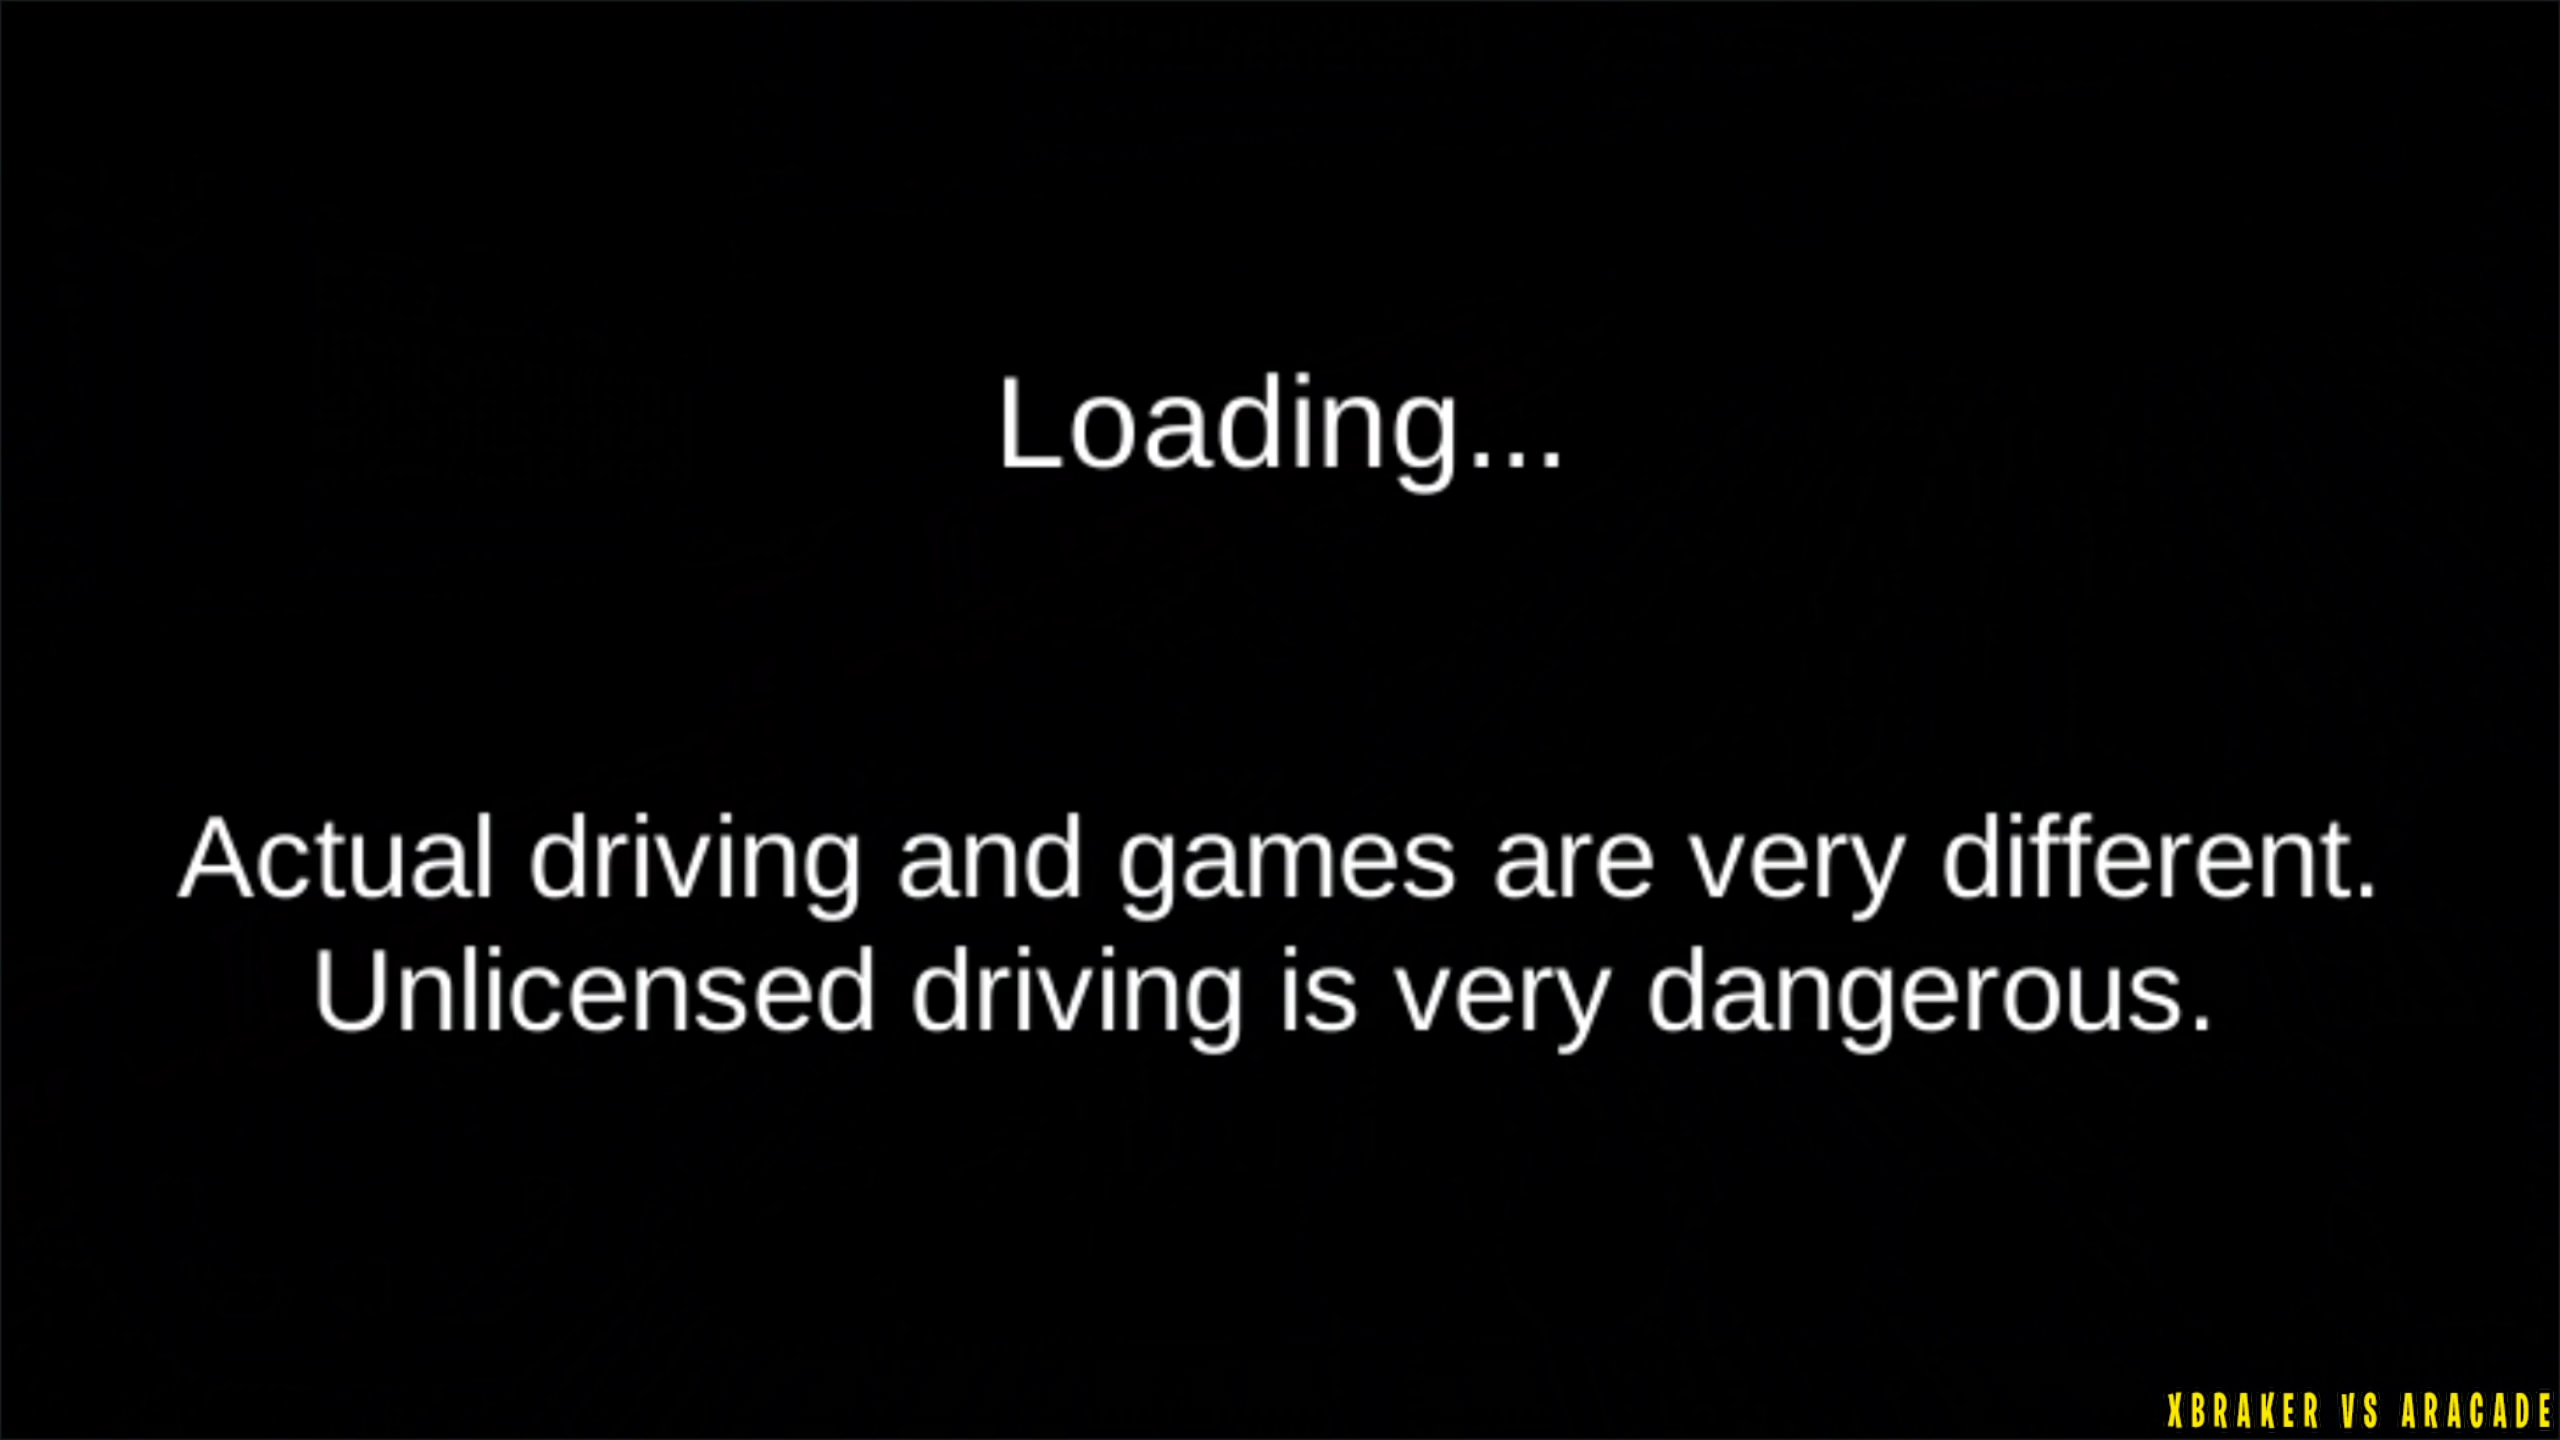 Loading...
Actual driving and games are very different.
Unlicensed driving is very dangerous.
XBRAKER VS ARACADE